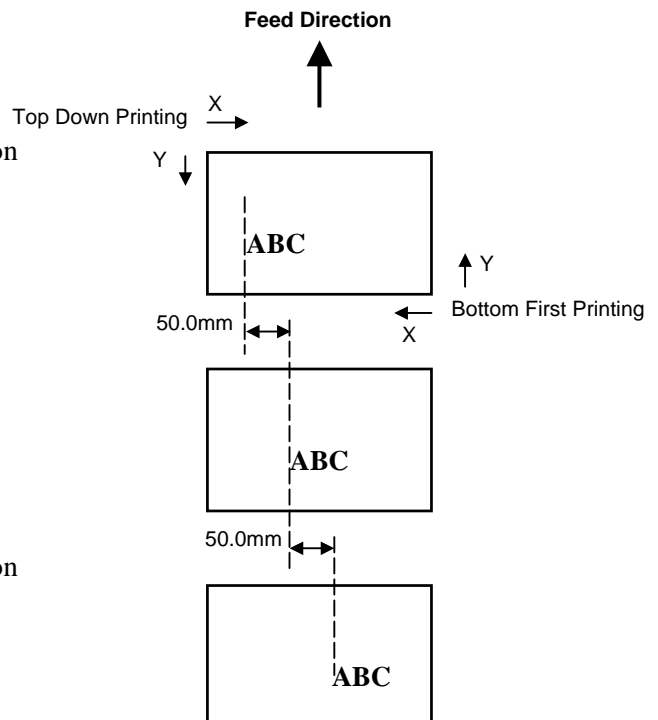 Feed Direction
X
Top Down Printing
on
Y
ABC
Y
50.0mm
Bottom First Printing
X
ABC
50.0mm
on
ABC